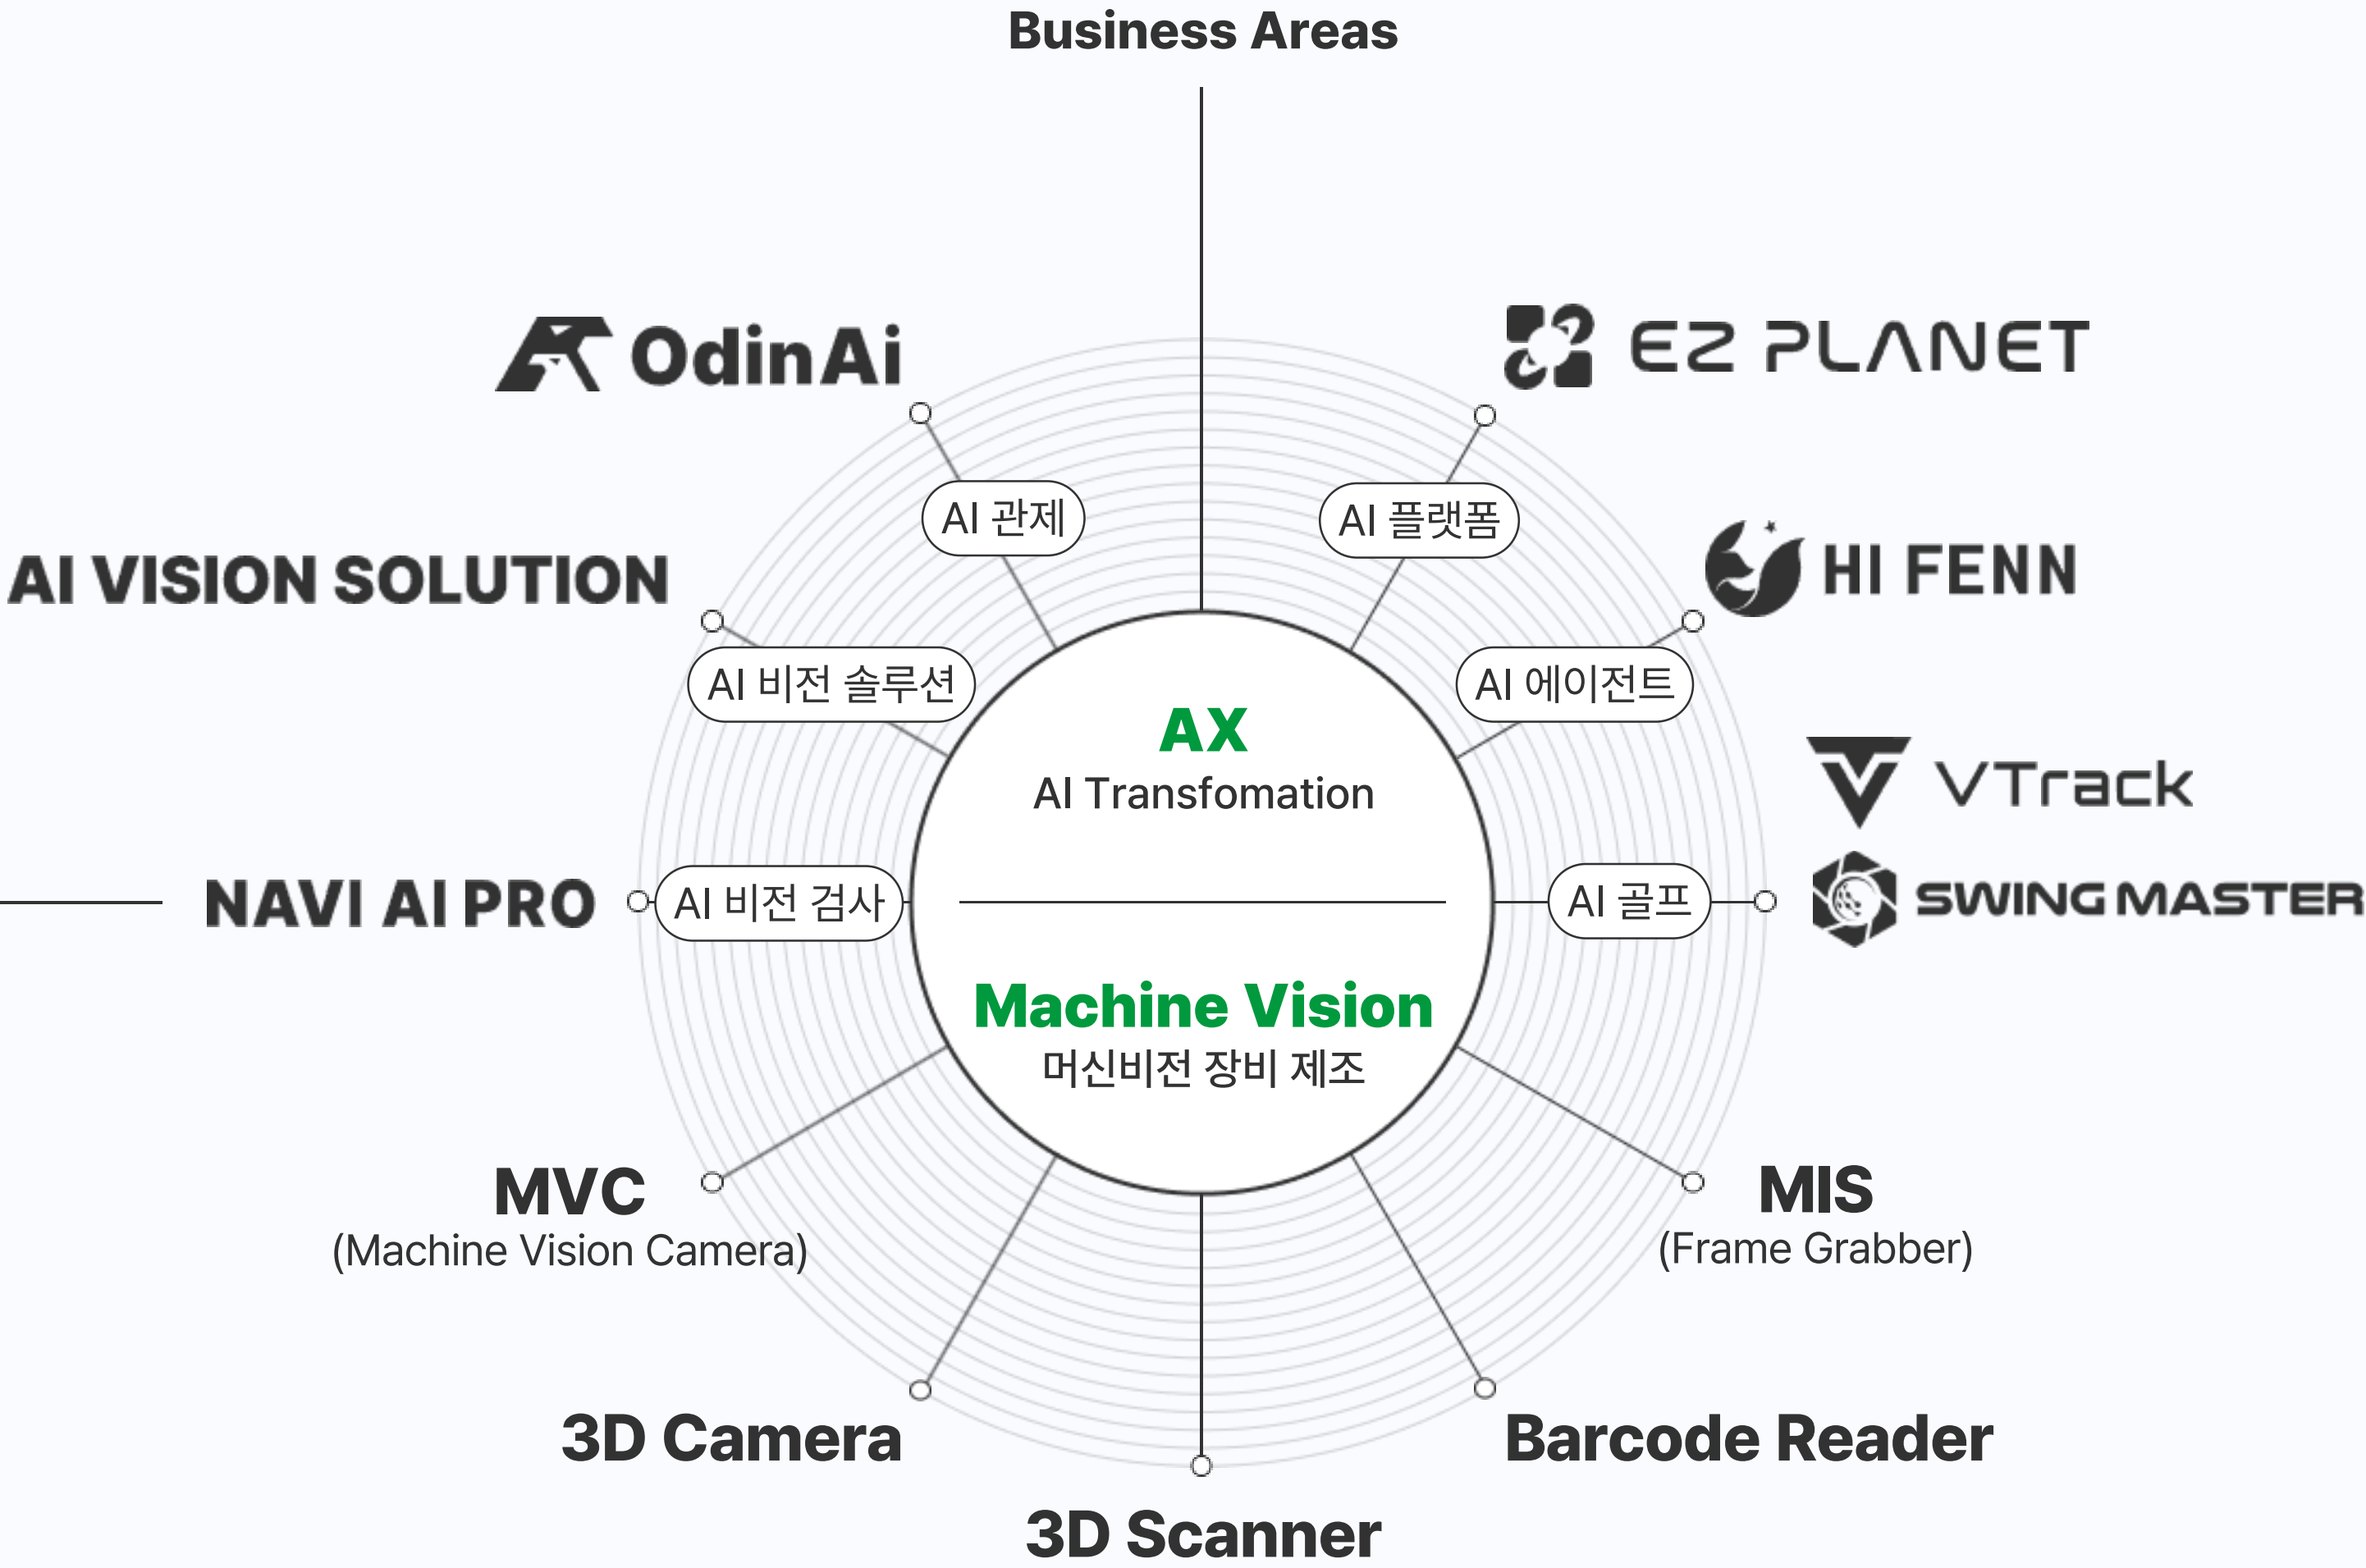 Business Areas
OdinAi
EZ PLANET
AI 관제
AI 플랫폼
HI FENN
AI VISION SOLUTION
AI 비전 솔루션
AI 에이전트
AX
AI Transfomation
VTrack
NAVI AI PRO
AI 비전 검사
AI 골프
SWING MASTER
Machine Vision
머신비전 장비 제조
MVC
(Machine Vision Camera)
MIS
(Frame Grabber)
3D Camera
Barcode Reader
3D Scanner